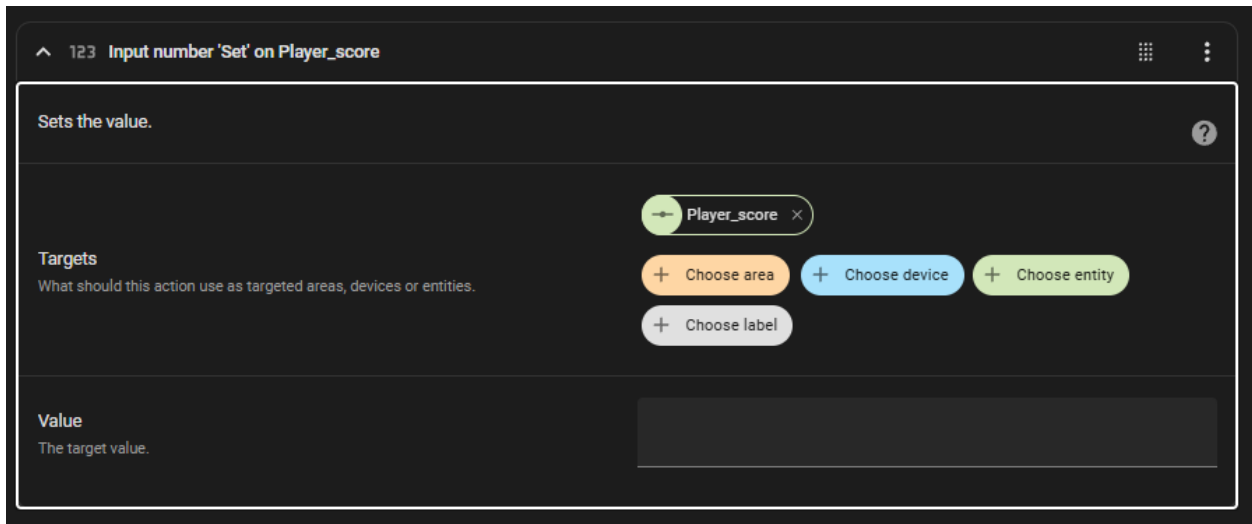 123 Input number 'Set' on Player_score
Sets the value.
Player_score
Targets
What should this action use as targeted areas, devices or entities.
Choose area
Choose device
Choose entity
Choose label
Value
The target value.